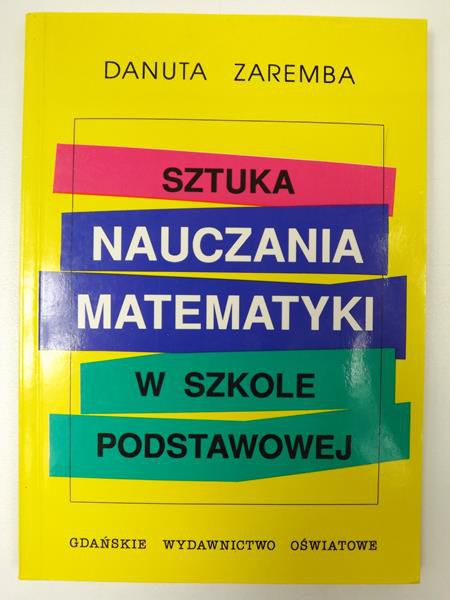 DANUTA ZAREMBA
SZTUKA
NAUCZANIA
MATEMATYKI
W SZKOLE
PODSTAWOWEJ
GDAŃSKIE WYDAWNICTWO OŚWIATOWE